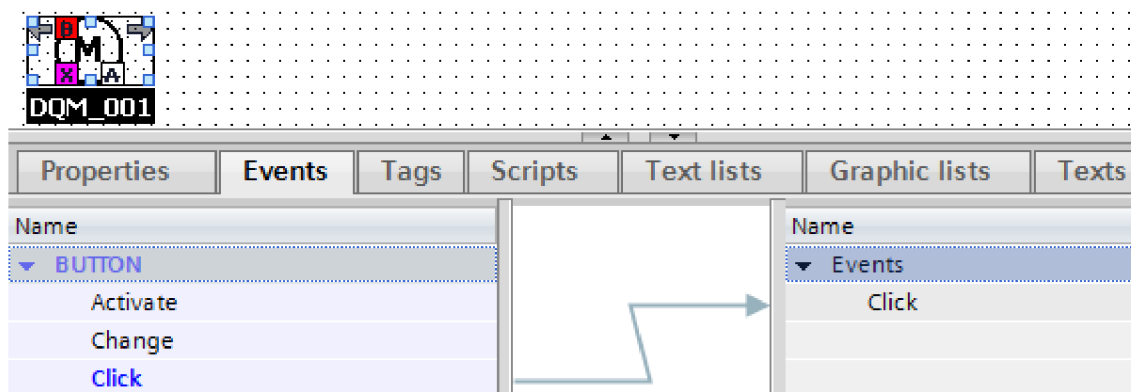 B
M
X A
DQM_001
Properties Events Tags Scripts Text lists Graphic lists Texts
Name Name
BUTTON Events
Activate Click
Change
Click